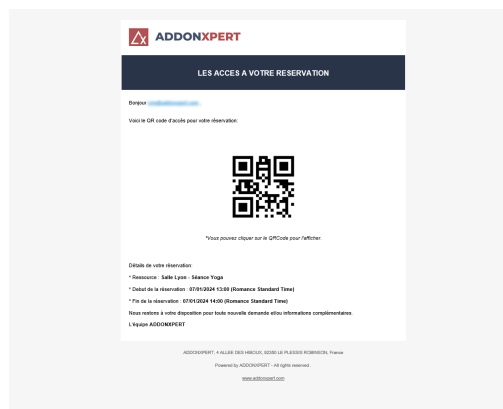 ADDONXPERT
LES ACCES A VOTRE RESERVATION
Bonjour
Voici le QR code d'accès pour votre réservation:
*Vous pouvez cliquer sur le QRCode pour l'afficher.
Détails de votre réservation:
* Ressource : Salle Lyon - Séance Yoga
* Debut de la réservation : 07/01/2024 13:00 (Romance Standard Time)
* Fin de la réservation : 07/01/2024 14:00 (Romance Standard Time)
Nous restons à votre disposition pour toute nouvelle demande et/ou informations complémentaires.
L'équipe ADDONXPERT
ADDONXPERT, 4 ALLEE DES HIBOUX, 92350 LE PLESSIS ROBINSON, France
Powered by ADDONXPERT - All rights reserved .
www.addonxpert.com